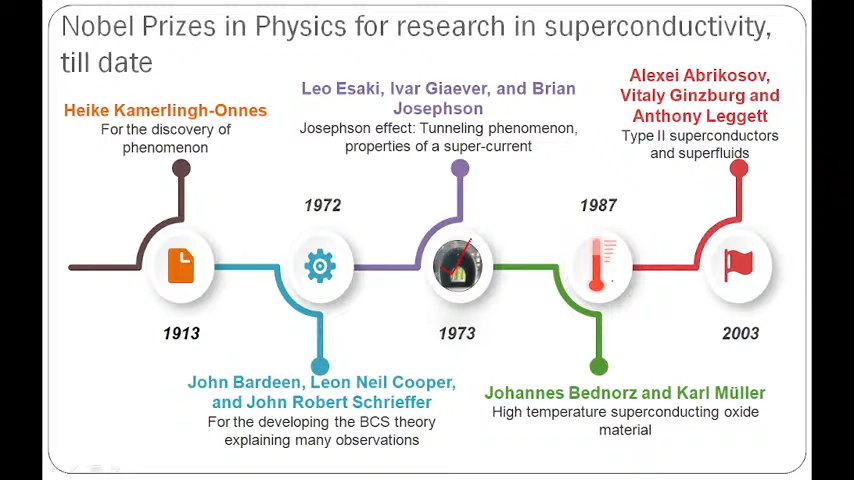 Nobel Prizes in Physics for research in superconductivity,
till date
Heike Kamerlingh-Onnes
For the discovery of
phenomenon
1913
1972
John Bardeen, Leon Neil Cooper,
and John Robert Schrieffer
For the developing the BCS theory
explaining many observations
Leo Esaki, Ivar Giaever, and Brian
Josephson
Josephson effect: Tunneling phenomenon,
properties of a super-current
1973
1987
Johannes Bednorz and Karl Müller
High temperature superconducting oxide
material
Alexei Abrikosov,
Vitaly Ginzburg and
Anthony Leggett
Type II superconductors
and superfluids
2003